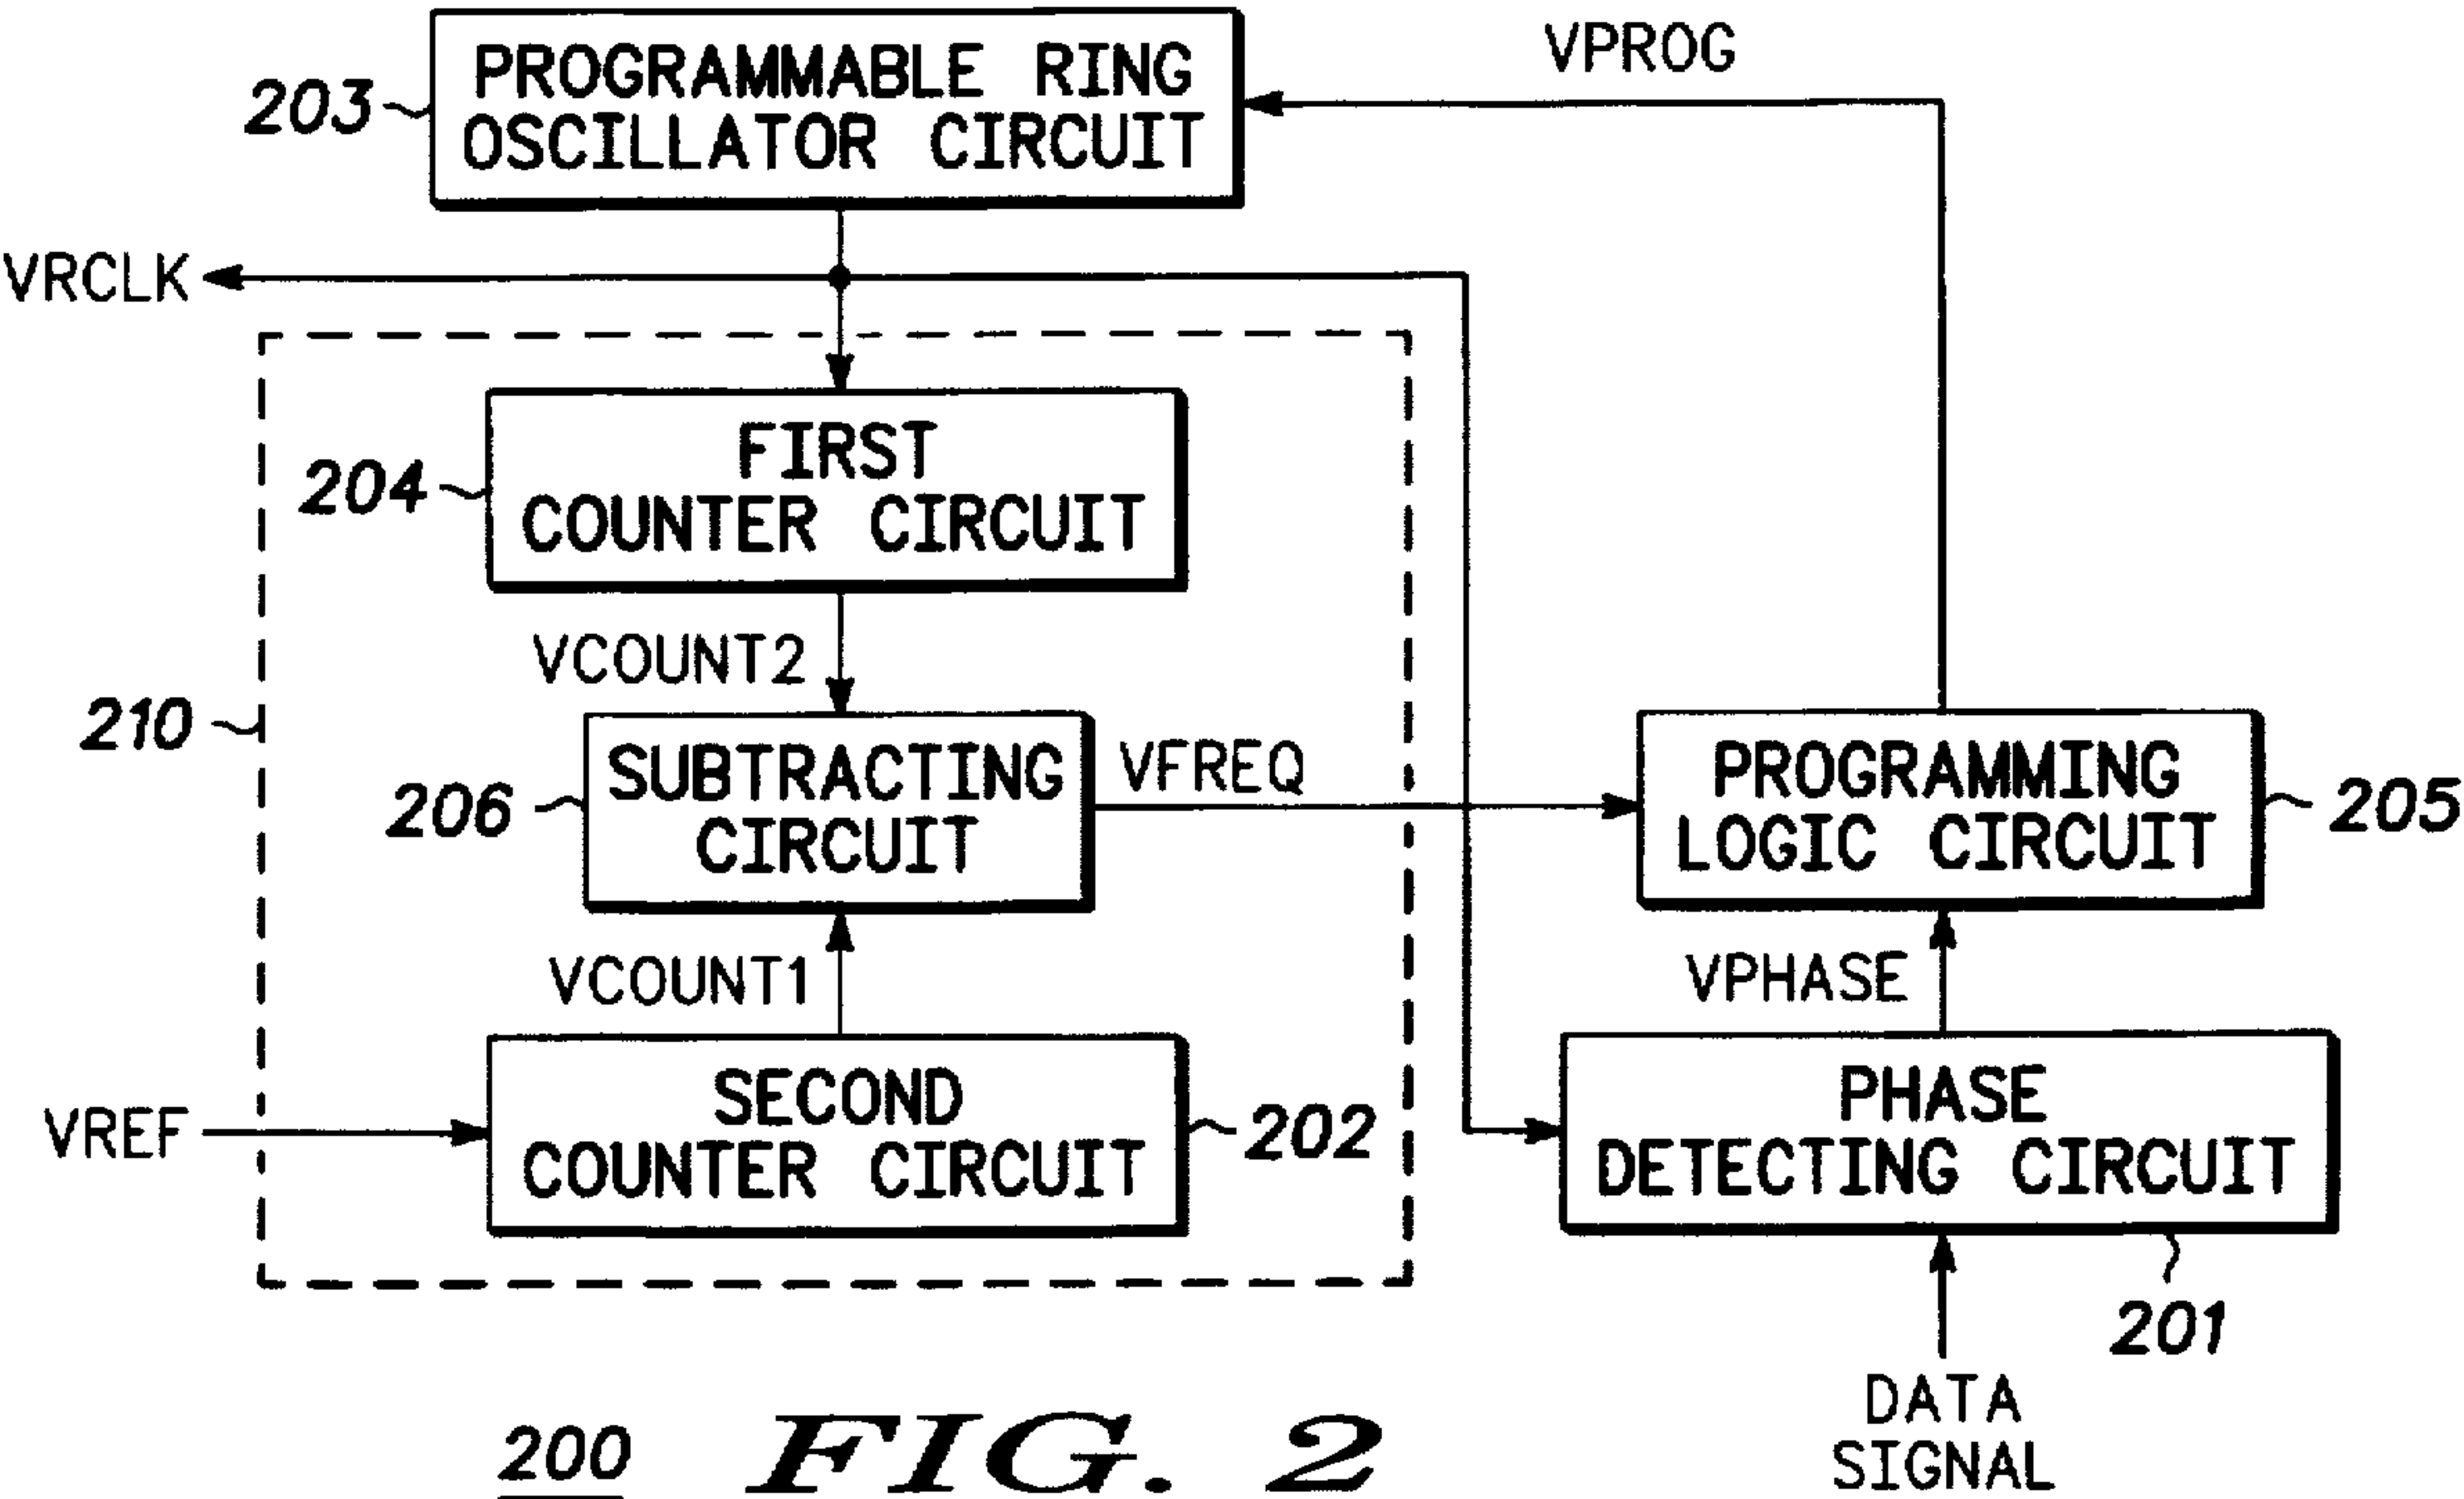 PROGRAMMABLE RING
OSCILLATOR CIRCUIT
203
VPROG
VRCLK
FIRST
COUNTER CIRCUIT
204
VCOUNT2
210
SUBTRACTING
CIRCUIT
206
VFREQ
PROGRAMMING
LOGIC CIRCUIT
205
VCOUNT1
VPHASE
VREF
SECOND
COUNTER CIRCUIT
202
PHASE
DETECTING CIRCUIT
201
DATA
SIGNAL
200
FIG. 2